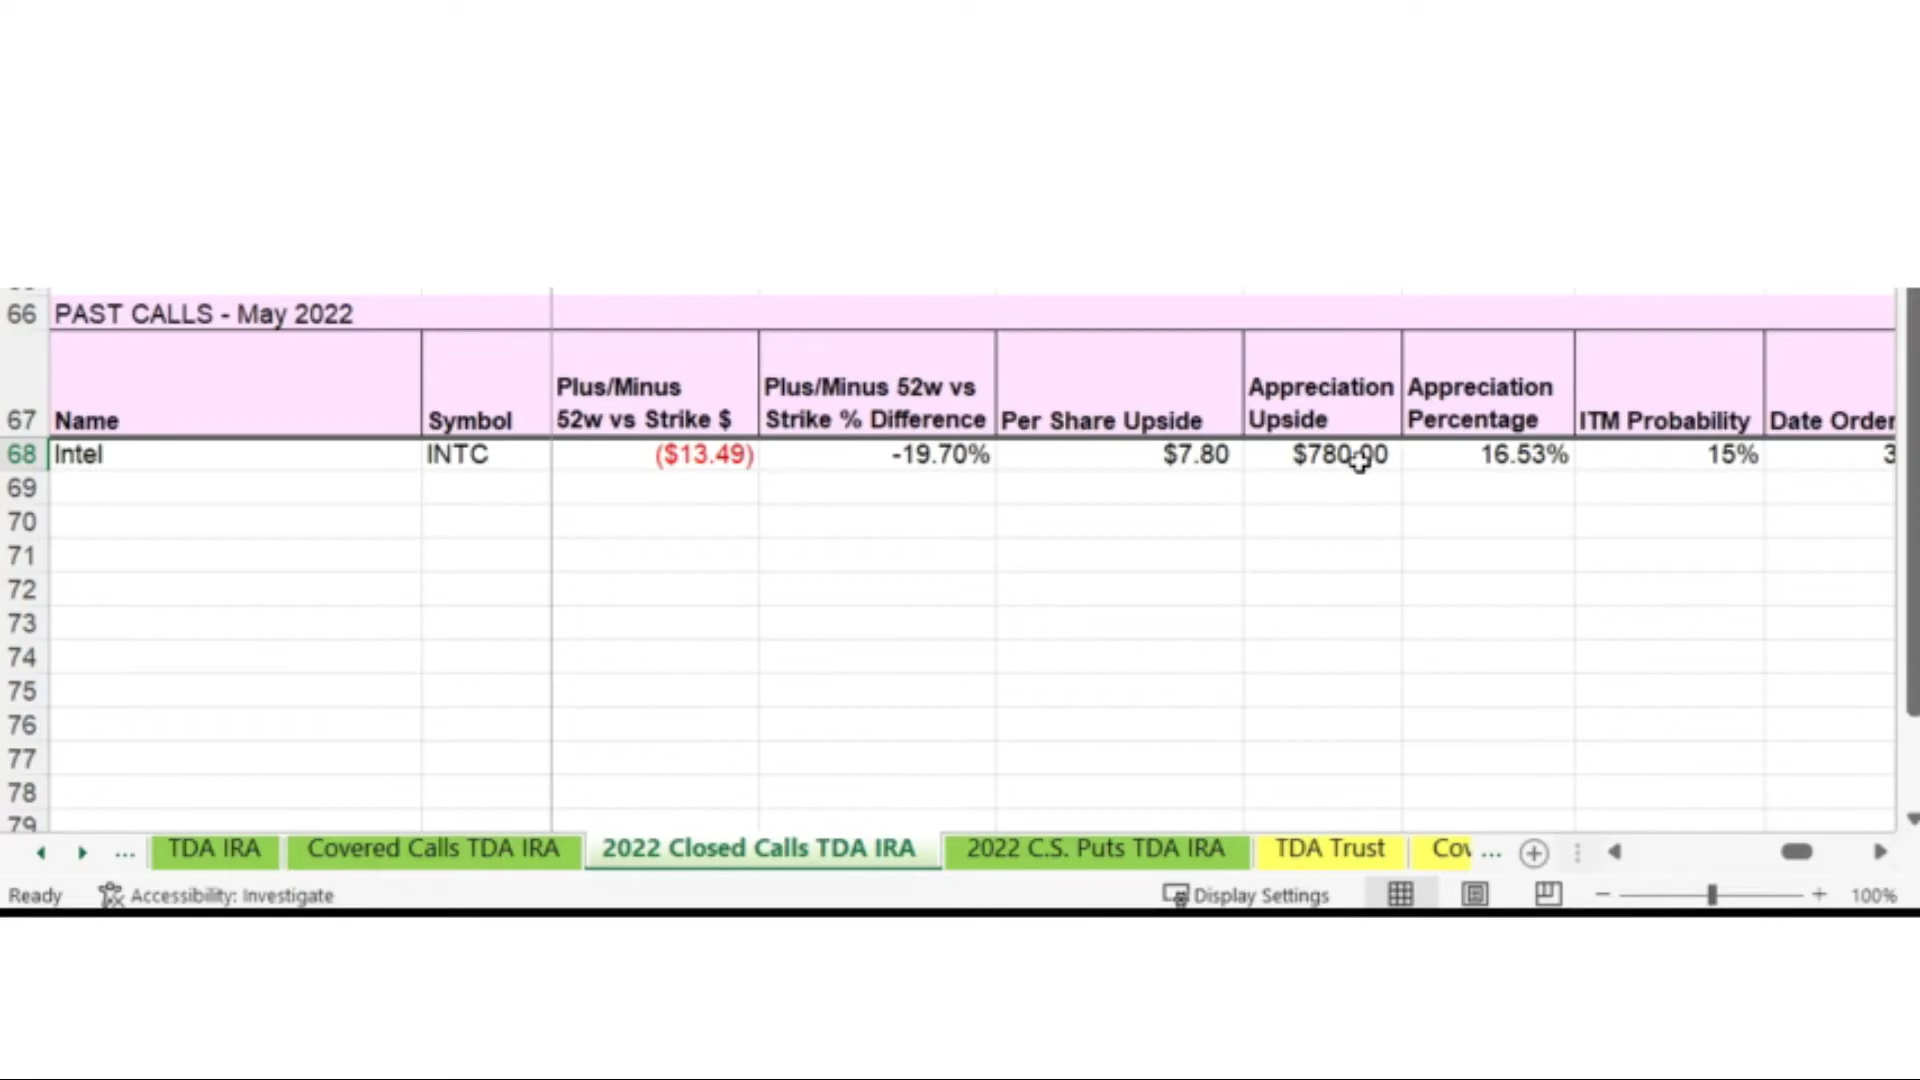 66 PAST CALLS - May 2022
67 Name Symbol Plus/Minus 52w vs Strike $ Plus/Minus 52w vs Strike % Difference Per Share Upside Appreciation Upside Appreciation Percentage ITM Probability Date Order
68 Intel INTC ($13.49) -19.70% $7.80 $780.00 16.53% 15% 3
69
70
71
72
73
74
75
76
77
78
79
... TDA IRA Covered Calls TDA IRA 2022 Closed Calls TDA IRA 2022 C.S. Puts TDA IRA TDA Trust Cov ...
Ready Accessibility: Investigate Display Settings 100%